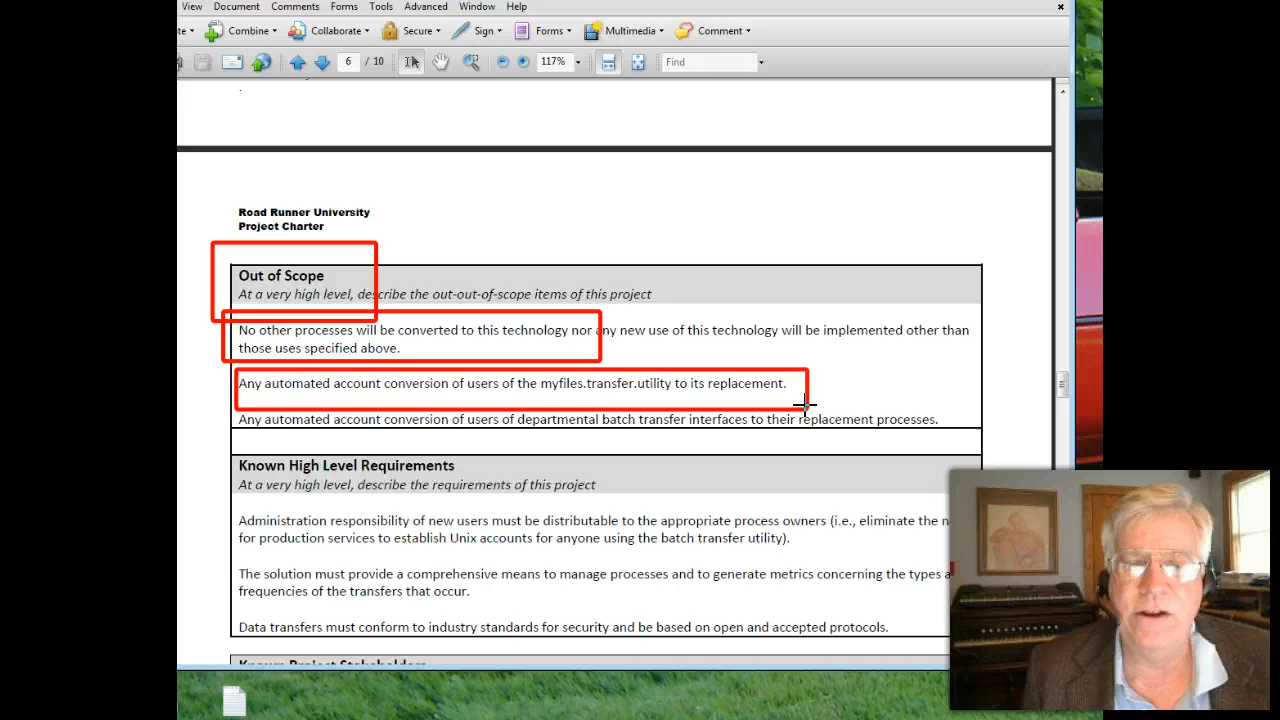 View Document Comments Forms Tools Advanced Window Help
Combine Collaborate Secure Sign Forms Multimedia Comment
6 / 10 117% Find
Road Runner University
Project Charter
Out of Scope
At a very high level, describe the out-out-of-scope items of this project
No other processes will be converted to this technology nor any new use of this technology will be implemented other than
those uses specified above.
Any automated account conversion of users of the myfiles.transfer.utility to its replacement.
Any automated account conversion of users of departmental batch transfer interfaces to their replacement processes.
Known High Level Requirements
At a very high level, describe the requirements of this project
Administration responsibility of new users must be distributable to the appropriate process owners (i.e., eliminate the
for production services to establish Unix accounts for anyone using the batch transfer utility).
The solution must provide a comprehensive means to manage processes and to generate metrics concerning the types
frequencies of the transfers that occur.
Data transfers must conform to industry standards for security and be based on open and accepted protocols.
Known Project Stakeholders